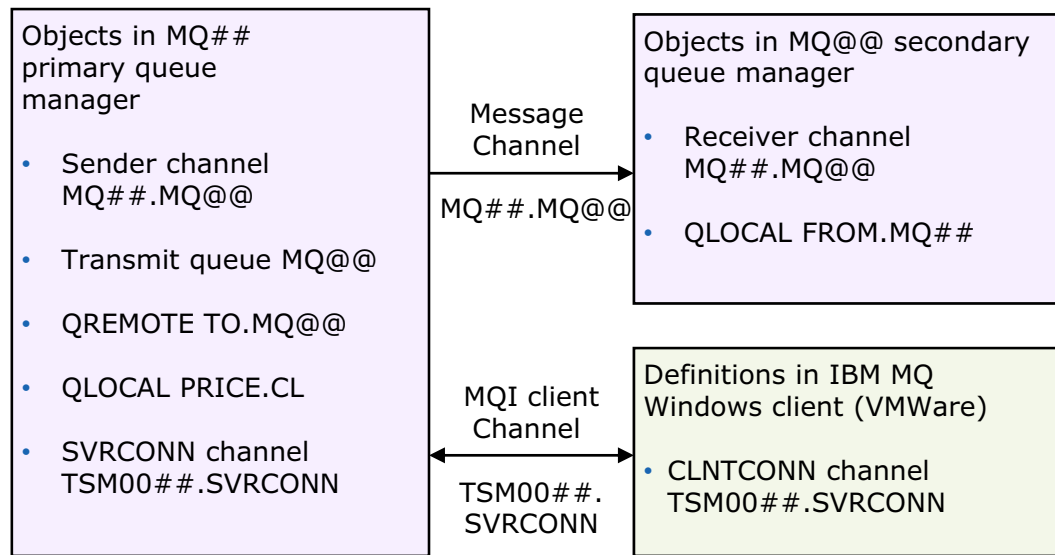 Objects in MQ##
primary queue
manager
• Sender channel
MQ##.MQ@@
• Transmit queue MQ@@
• QREMOTE TO.MQ@@
• QLOCAL PRICE.CL
• SVRCONN channel
TSM00##.SVRCONN
Message
Channel
MQ##.MQ@@
MQI client
Channel
TSM00##.
SVRCONN
Objects in MQ@@ secondary
queue manager
• Receiver channel
MQ##.MQ@@
• QLOCAL FROM.MQ##
Definitions in IBM MQ
Windows client (VMWare)
• CLNTCONN channel
TSM00##.SVRCONN